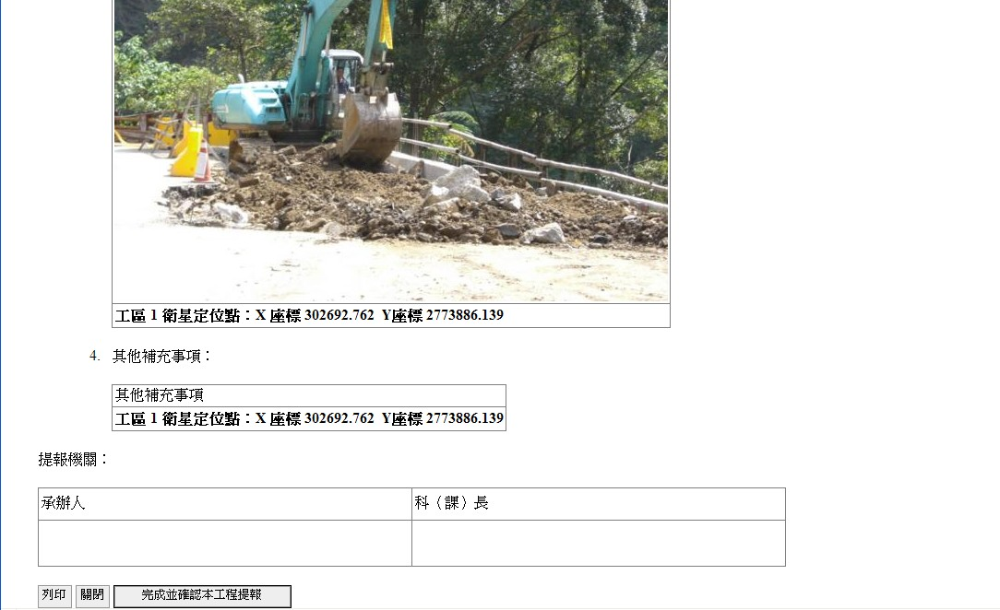 工區 1 衛星定位點：X 座標 302692.762 Y座標 2773886.139
4. 其他補充事項：
其他補充事項
工區 1 衛星定位點：X 座標 302692.762 Y座標 2773886.139
提報機關：
承辦人 科（課）長
列印 關閉 完成並確認本工程提報